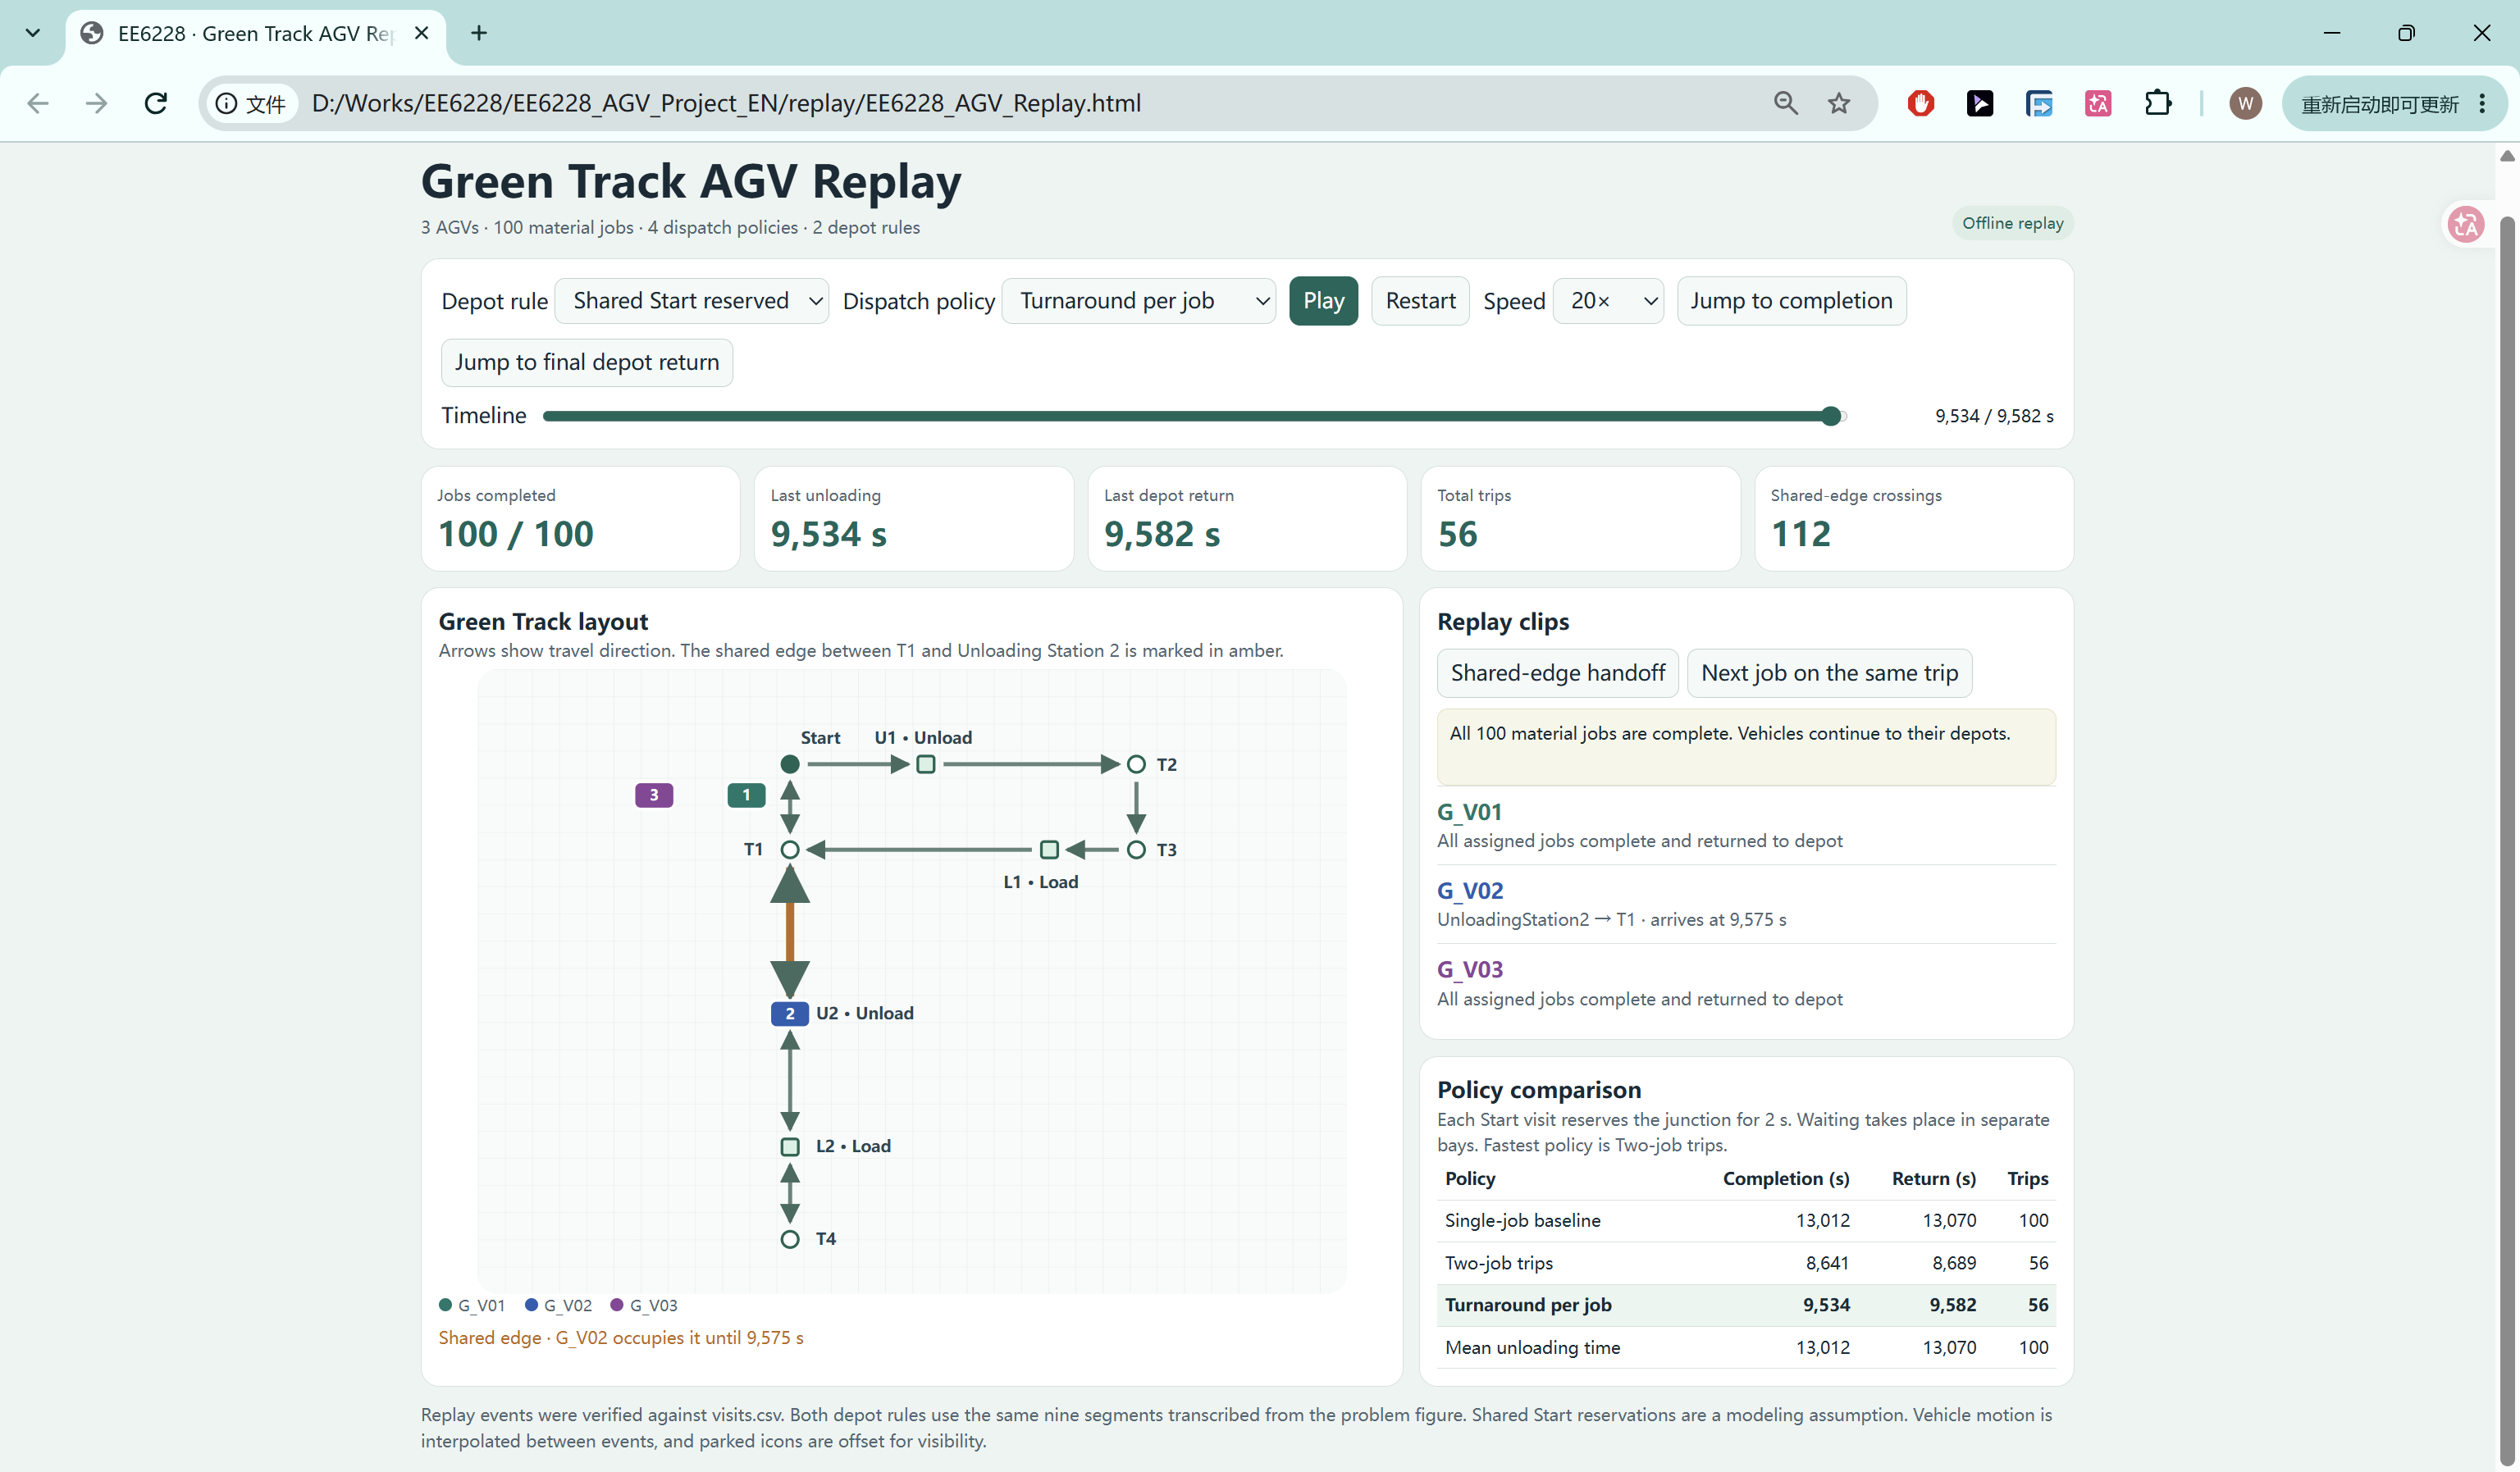 EE6228 · Green Track AGV Rep
文件
D:/Works/EE6228/EE6228_AGV_Project_EN/replay/EE6228_AGV_Replay.html
W
重新启动即可更新
Green Track AGV Replay
3 AGVs · 100 material jobs · 4 dispatch policies · 2 depot rules
Offline replay
Depot rule Shared Start reserved Dispatch policy Turnaround per job Play Restart Speed 20× Jump to completion
Jump to final depot return
Timeline 9,534 / 9,582 s
Jobs completed
100 / 100
Last unloading
9,534 s
Last depot return
9,582 s
Total trips
56
Shared-edge crossings
112
Green Track layout
Arrows show travel direction. The shared edge between T1 and Unloading Station 2 is marked in amber.
Start U1 • Unload
T2
3 1
T1
T3
L1 • Load
2 U2 • Unload
L2 • Load
T4
G_V01 G_V02 G_V03
Shared edge · G_V02 occupies it until 9,575 s
Replay clips
Shared-edge handoff Next job on the same trip
All 100 material jobs are complete. Vehicles continue to their depots.
G_V01
All assigned jobs complete and returned to depot
G_V02
UnloadingStation2 → T1 · arrives at 9,575 s
G_V03
All assigned jobs complete and returned to depot
Policy comparison
Each Start visit reserves the junction for 2 s. Waiting takes place in separate
bays. Fastest policy is Two-job trips.
Policy Completion (s) Return (s) Trips
Single-job baseline 13,012 13,070 100
Two-job trips 8,641 8,689 56
Turnaround per job 9,534 9,582 56
Mean unloading time 13,012 13,070 100
Replay events were verified against visits.csv. Both depot rules use the same nine segments transcribed from the problem figure. Shared Start reservations are a modeling assumption. Vehicle motion is
interpolated between events, and parked icons are offset for visibility.